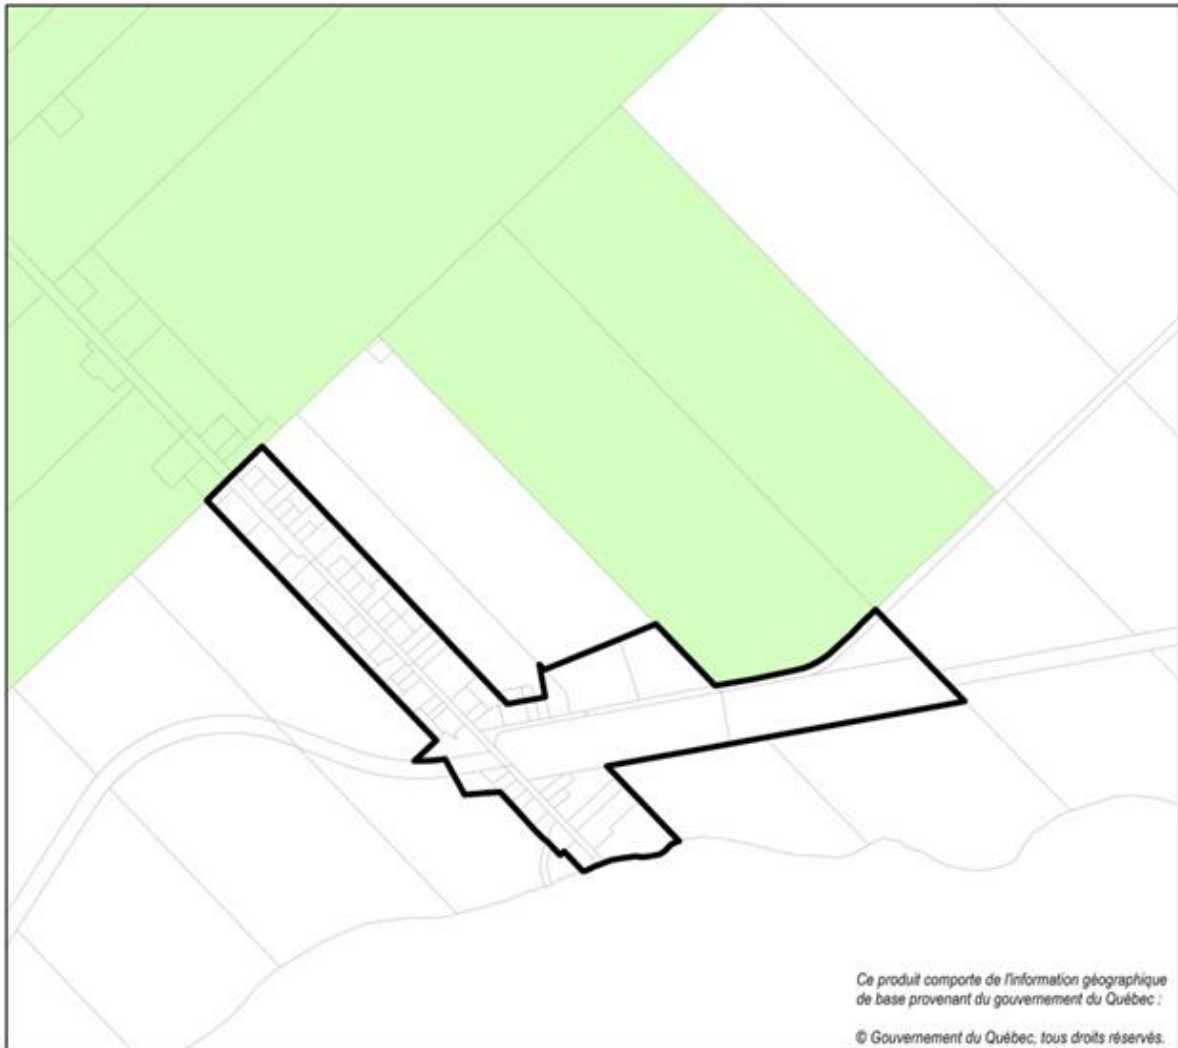 Ce produit comporte de l'information géographique
de base provenant du gouvernement du Québec :
© Gouvernement du Québec, tous droits réservés.